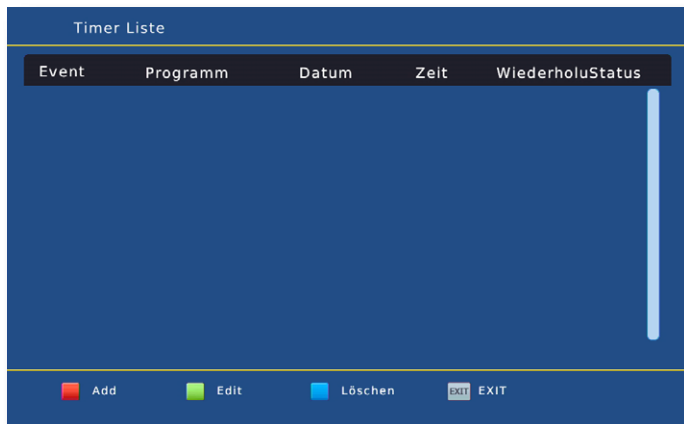 Timer Liste
Event Programm Datum Zeit WiederholuStatus
Add Edit Löschen EXIT EXIT